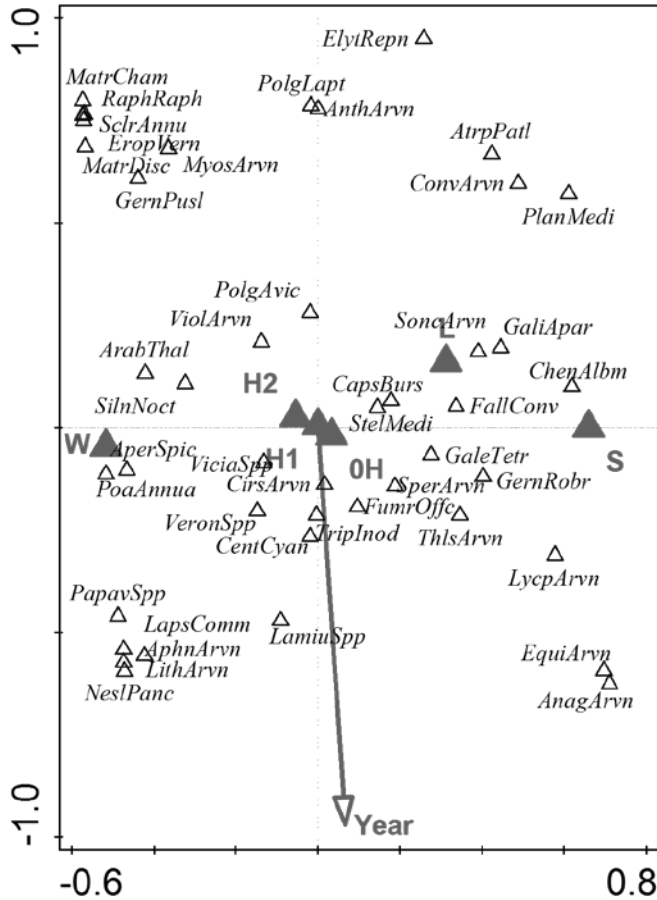 1.0
ElytRepn
MatrCham
PolgLapt
RaphRaph
AnthArvn
SclrAnnu
AtrpPatl
EropVern
MatrDisc
MyosArvn
ConvArvn
GernPusl
PlanMedi
PolgAvic
ViolArvn
SoncArvn
GaliApar
L
ArabThal
ChenAlbm
H2
CapsBurs
SilnNoct
StelMedi
FallConv
W
AperSpic
H1
0H
GaleTetr
S
ViciaSpp
PoaAnnua
CirsArvn
SperArvn
GernRobr
VeronSpp
FumrOffc
CentCyan
TripInod
ThlsArvn
LycpArvn
PapavSpp
LapsComm
LamiuSpp
AphnArvn
EquiArvn
LithArvn
NeslPanc
AnagArvn
Year
-1.0
-0.6
0.8